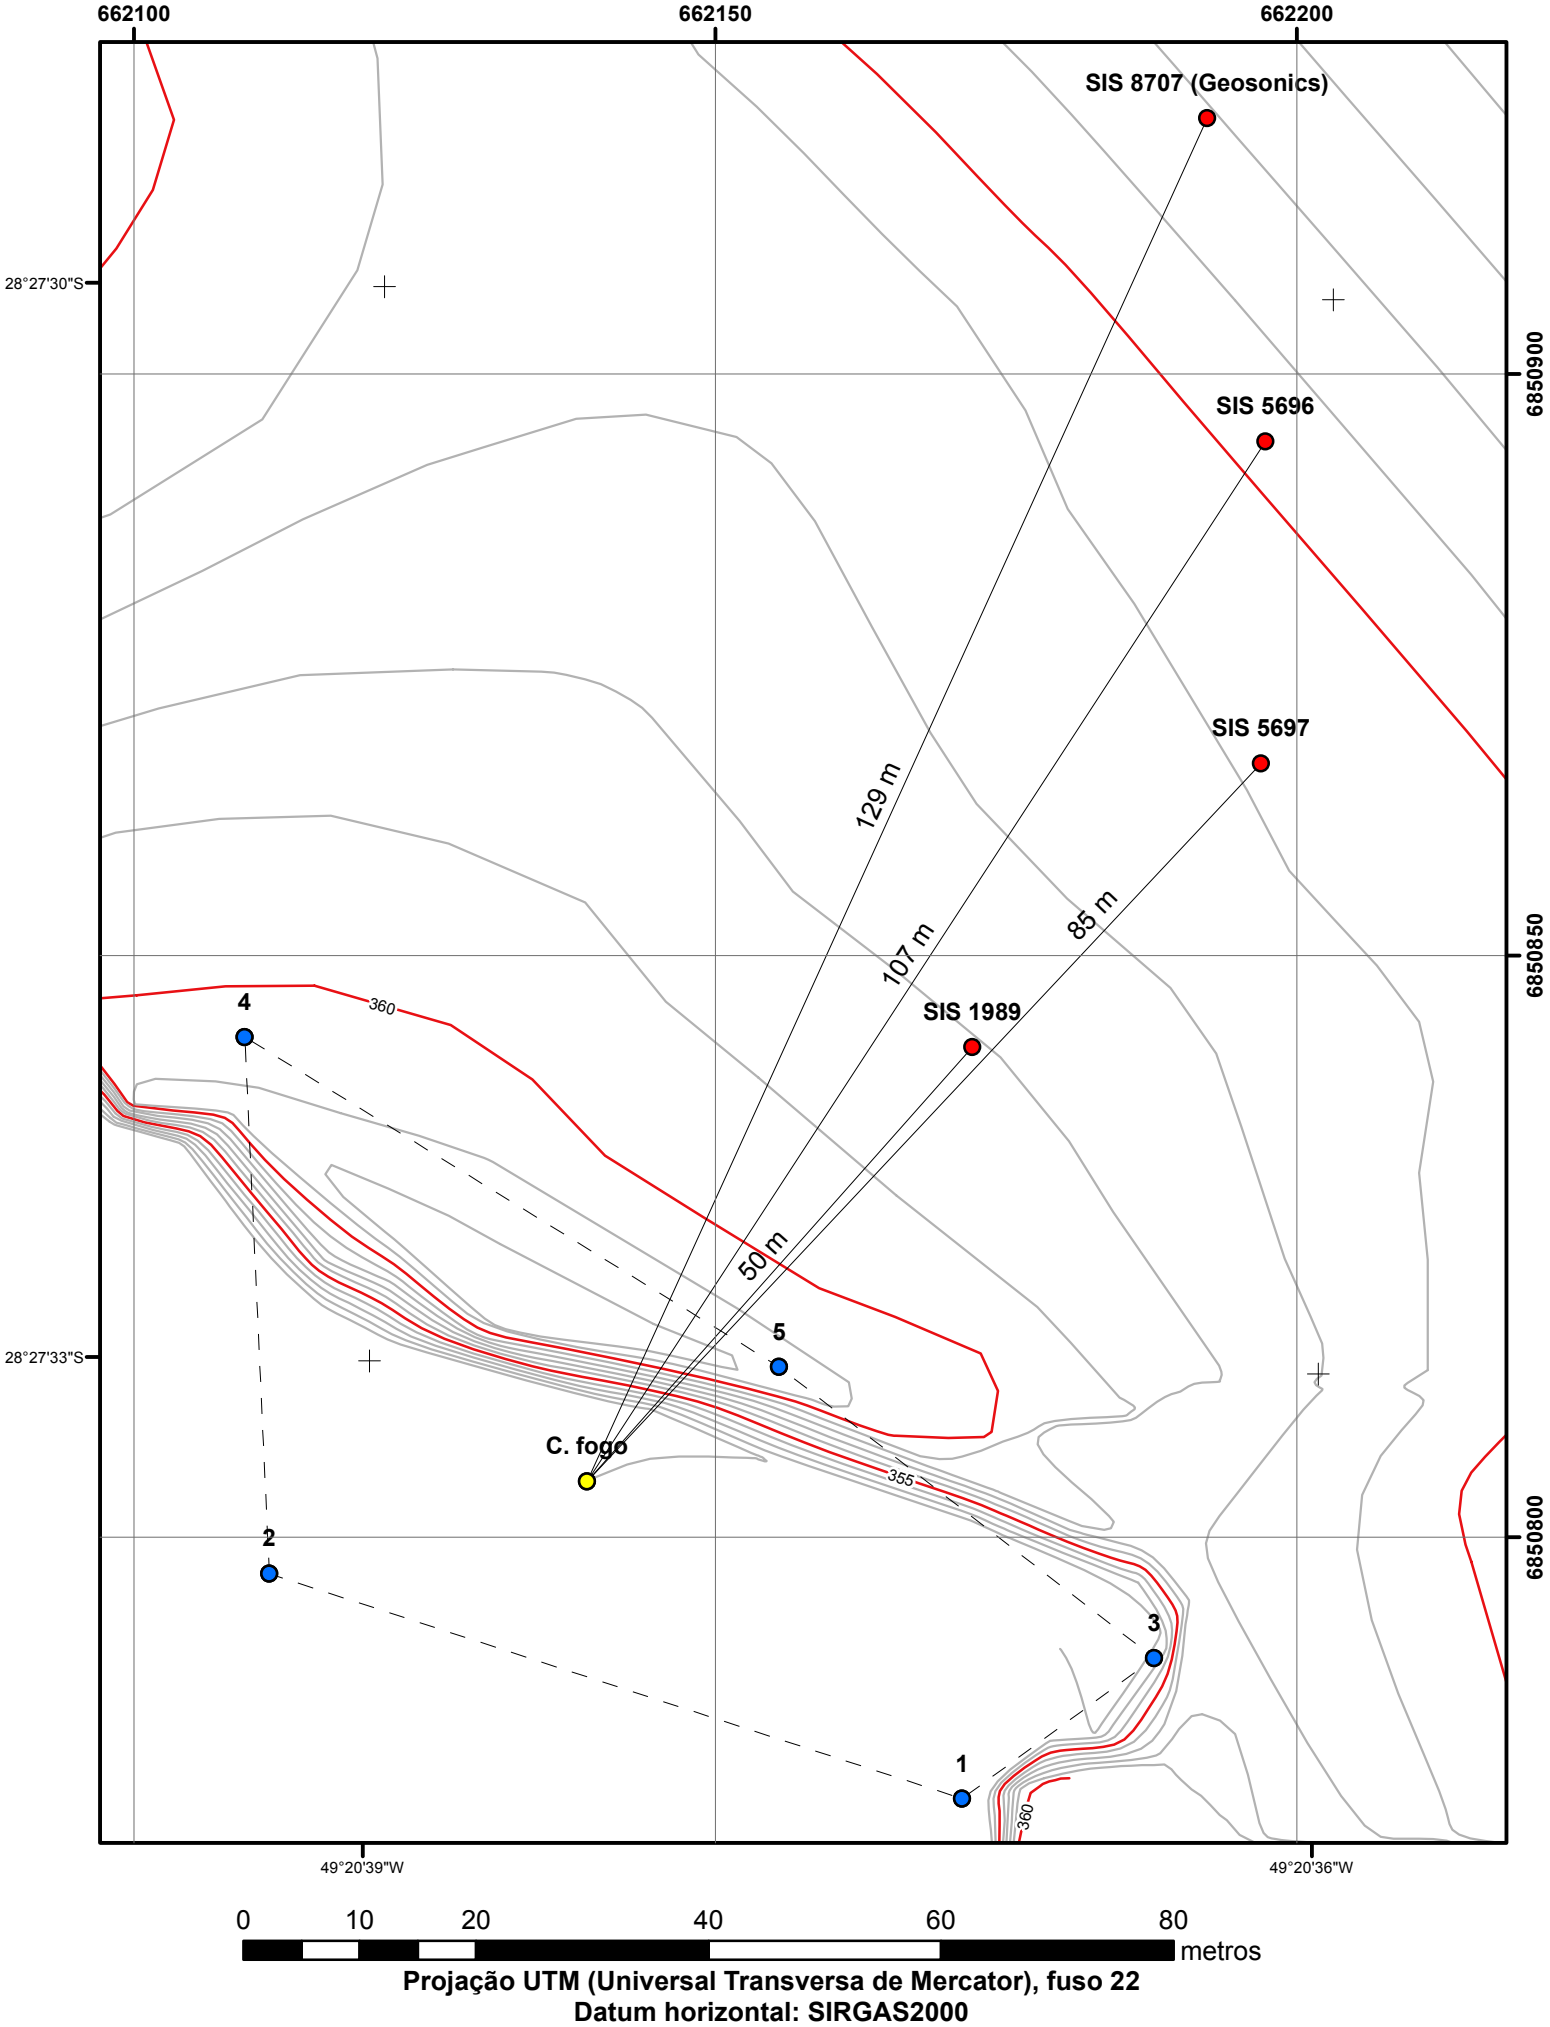 662100
662150
662200
SIS 8707 (Geosonics)
28°27'30"S
6850900
SIS 5696
SIS 5697
129 m
85 m
107 m
6850850
4
360
SIS 1989
50 m
5
28°27'33"S
C. fogo
355
6850800
2
3
1
360
49°20'39"W
49°20'36"W
0 10 20 40 60 80
metros
Projação UTM (Universal Transversa de Mercator), fuso 22
Datum horizontal: SIRGAS2000